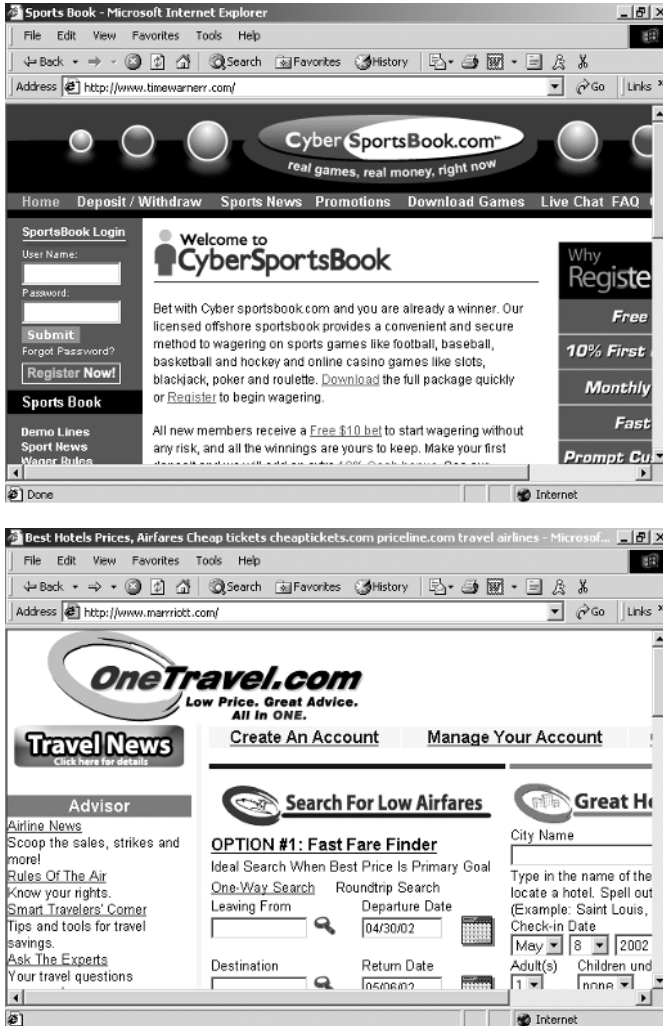 Sports Book - Microsoft Internet Explorer
File Edit View Favorites Tools Help
Back Search Favorites History
Address http://www.timewarnerr.com/ Go Links »
CyberSportsBook.com
real games, real money, right now
Home Deposit / Withdraw Sports News Promotions Download Games Live Chat FAQ
SportsBook Login
User Name:
Password:
Submit
Forgot Password?
Register Now!
Sports Book
Demo Lines
Sport News
Wager Rules
Welcome to
CyberSportsBook
Bet with Cyber sportsbook.com and you are already a winner. Our
licensed offshore sportsbook provides a convenient and secure
method to wagering on sports games like football, baseball,
basketball and hockey and online casino games like slots,
blackjack, poker and roulette. Download the full package quickly
or Register to begin wagering.
All new members receive a Free $10 bet to start wagering without
any risk, and all the winnings are yours to keep. Make your first
Why
Registe
Free
10% First
Monthly
Fast
Prompt Cu
Done Internet
Best Hotels Prices, Airfares Cheap tickets cheaptickets.com priceline.com travel airlines - Microsof...
File Edit View Favorites Tools Help
Back Search Favorites History
Address http://www.marrriott.com/ Go Links »
OneTravel.com
Low Price. Great Advice.
All in ONE.
Travel News
Click here for details
Create An Account Manage Your Account
Advisor
Airline News
Scoop the sales, strikes and
more!
Rules Of The Air
Know your rights.
Smart Travelers' Corner
Tips and tools for travel
savings.
Ask The Experts
Your travel questions
Search For Low Airfares
OPTION #1: Fast Fare Finder
Ideal Search When Best Price Is Primary Goal
One-Way Search Roundtrip Search
Leaving From Departure Date
04/30/02
Destination Return Date
05/06/02
Great H
City Name
Type in the name of the
locate a hotel. Spell out
(Example: Saint Louis,
Check-in Date
May 8 2002
Adult(s) Children und
1 none
Internet